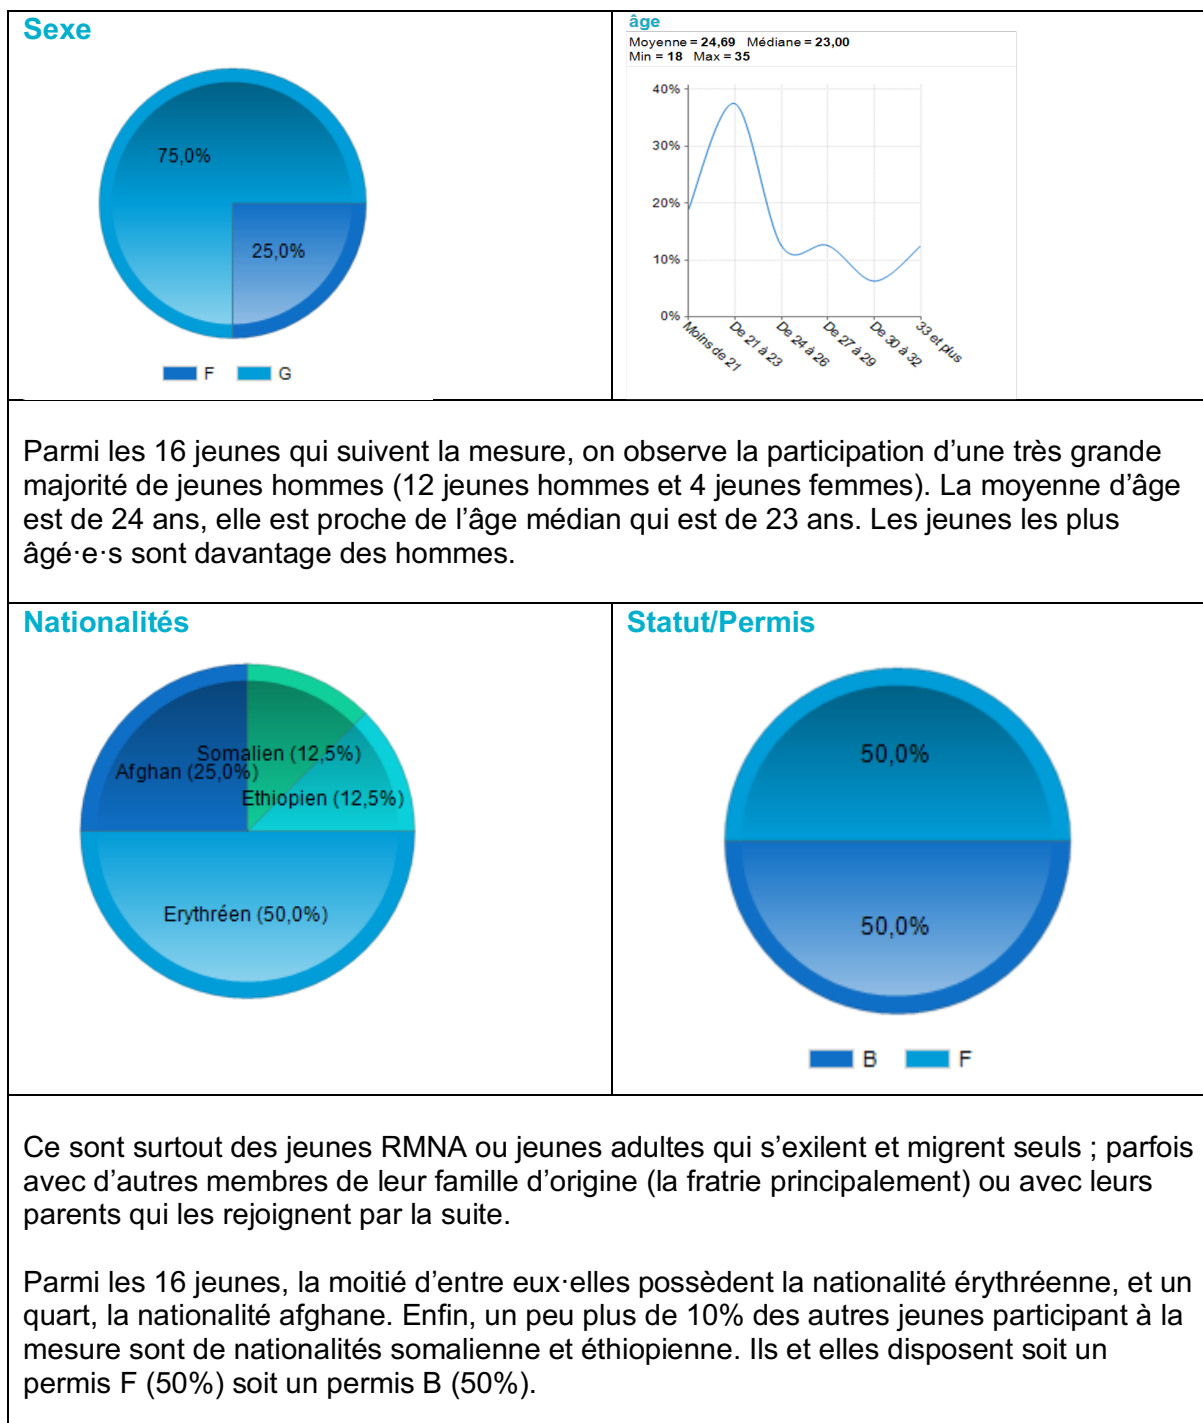 Sexe
75,0%
25,0%
F G
âge
Moyenne = 24,69 Médiane = 23,00
Min = 18 Max = 35
40%
30%
20%
10%
0%
Moins de 21
De 21 à 23
De 24 à 26
De 27 à 29
De 30 à 32
33 et plus
Parmi les 16 jeunes qui suivent la mesure, on observe la participation d’une très grande
majorité de jeunes hommes (12 jeunes hommes et 4 jeunes femmes). La moyenne d’âge
est de 24 ans, elle est proche de l’âge médian qui est de 23 ans. Les jeunes les plus
âgé·e·s sont davantage des hommes.
Nationalités
Somalien (12,5%)
Afghan (25,0%)
Ethiopien (12,5%)
Erythréen (50,0%)
Statut/Permis
50,0%
50,0%
B F
Ce sont surtout des jeunes RMNA ou jeunes adultes qui s’exilent et migrent seuls ; parfois
avec d’autres membres de leur famille d’origine (la fratrie principalement) ou avec leurs
parents qui les rejoignent par la suite.
Parmi les 16 jeunes, la moitié d’entre eux·elles possèdent la nationalité érythréenne, et un
quart, la nationalité afghane. Enfin, un peu plus de 10% des autres jeunes participant à la
mesure sont de nationalités somalienne et éthiopienne. Ils et elles disposent soit un
permis F (50%) soit un permis B (50%).